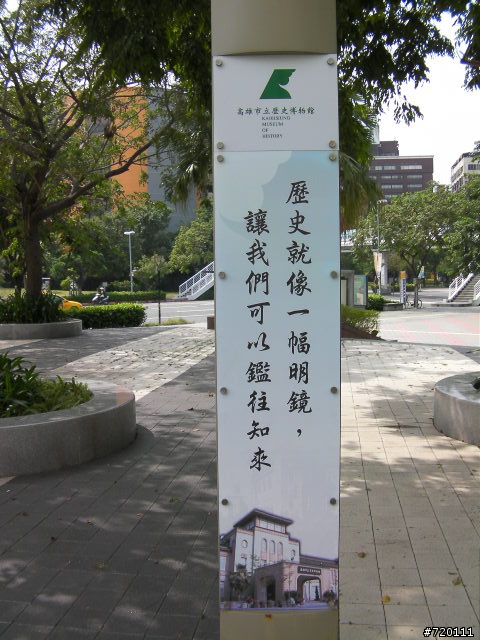 高雄市立歷史博物館
KAOHSIUNG
MUSEUM
OF
HISTORY
歷史就像一幅明鏡，
讓我們可以鑑往知來
#720111